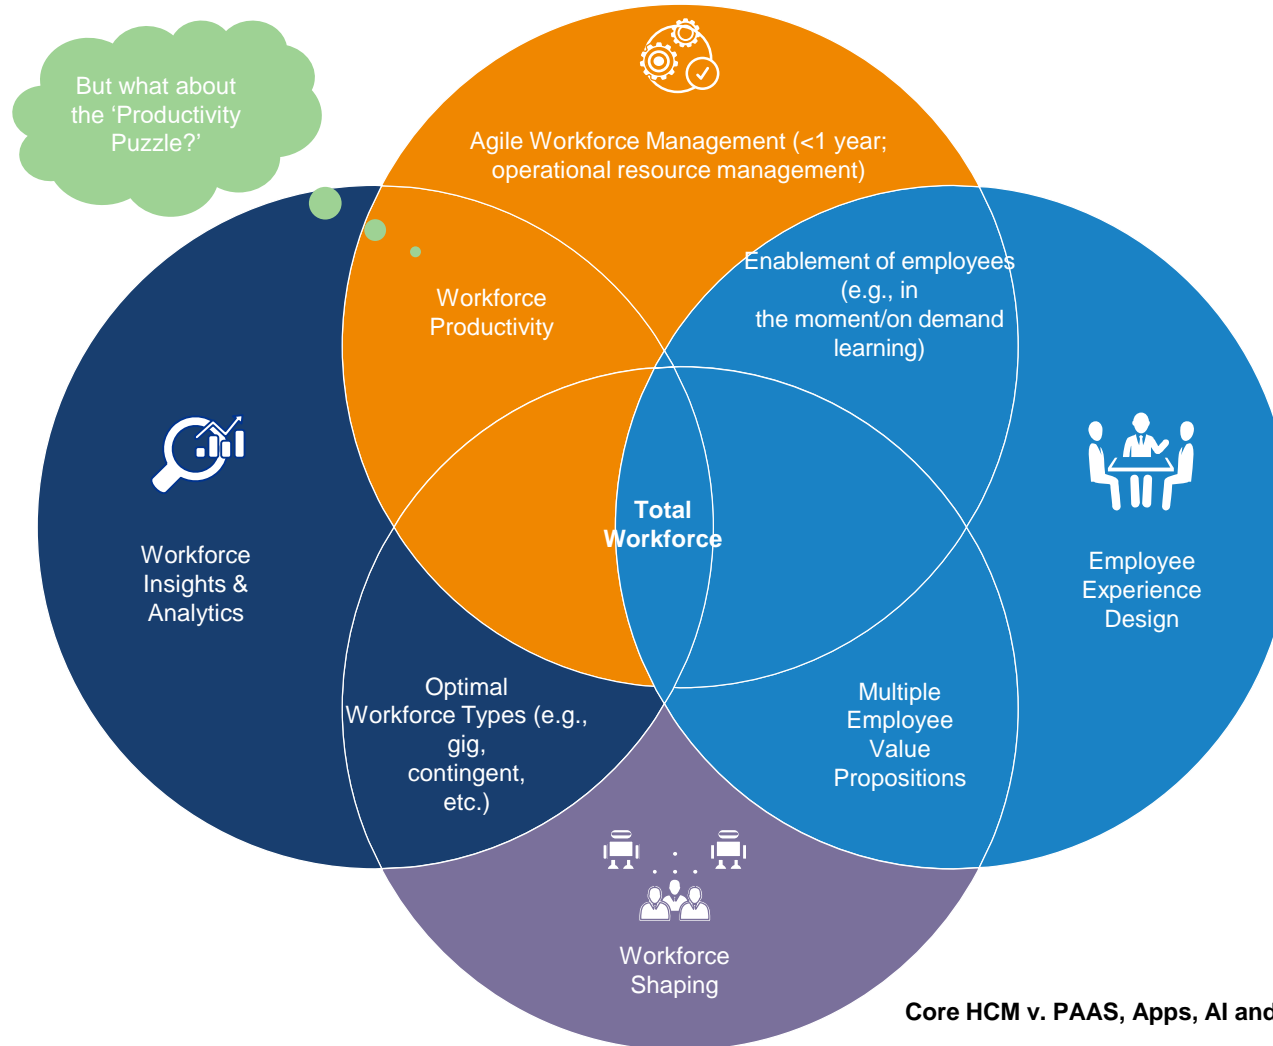 But what about
the ‘Productivity
Puzzle?’
Agile Workforce Management (<1 year;
operational resource management)
Enablement of employees
(e.g., in
the moment/on demand
learning)
Workforce
Productivity
Total
Workforce
Workforce
Insights &
Analytics
Employee
Experience
Design
Optimal
Workforce Types (e.g.,
gig,
contingent,
etc.)
Multiple
Employee
Value
Propositions
Workforce
Shaping
Core HCM v. PAAS, Apps, AI and